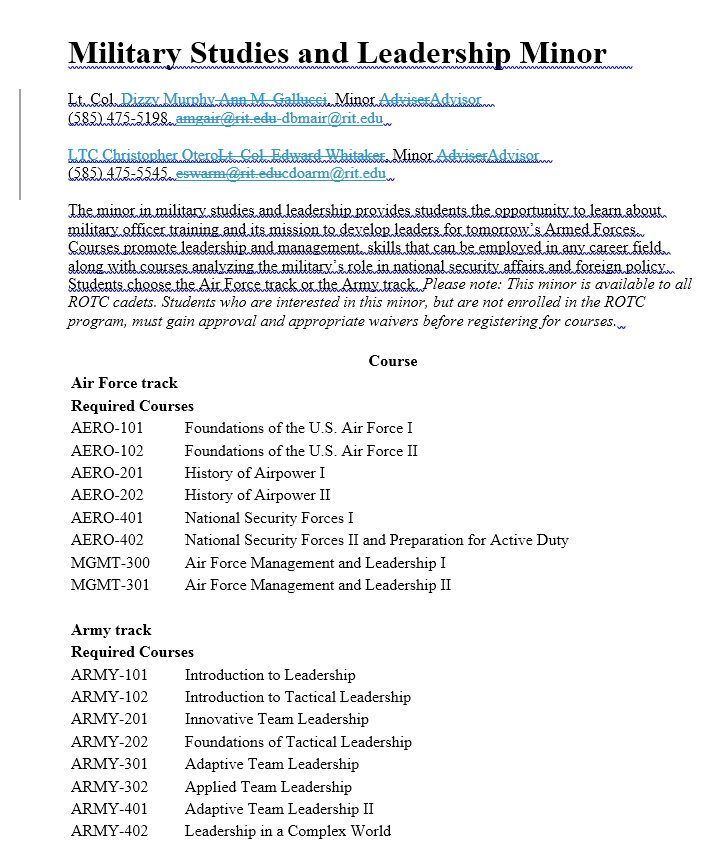 Military Studies and Leadership Minor
Lt. Col. Dizzy Murphy Ann M. Gallucci, Minor AdviserAdvisor
(585) 475-5198, amgair@rit.edu dbmair@rit.edu
LTC Christopher OteroLt. Col. Edward Whitaker, Minor AdviserAdvisor
(585) 475-5545, eswarm@rit.educdoarm@rit.edu
The minor in military studies and leadership provides students the opportunity to learn about
military officer training and its mission to develop leaders for tomorrow's Armed Forces.
Courses promote leadership and management, skills that can be employed in any career field,
along with courses analyzing the military's role in national security affairs and foreign policy.
Students choose the Air Force track or the Army track. Please note: This minor is available to all
ROTC cadets. Students who are interested in this minor, but are not enrolled in the ROTC
program, must gain approval and appropriate waivers before registering for courses.
Course
Air Force track
Required Courses
AERO-101 Foundations of the U.S. Air Force I
AERO-102 Foundations of the U.S. Air Force II
AERO-201 History of Airpower I
AERO-202 History of Airpower II
AERO-401 National Security Forces I
AERO-402 National Security Forces II and Preparation for Active Duty
MGMT-300 Air Force Management and Leadership I
MGMT-301 Air Force Management and Leadership II
Army track
Required Courses
ARMY-101 Introduction to Leadership
ARMY-102 Introduction to Tactical Leadership
ARMY-201 Innovative Team Leadership
ARMY-202 Foundations of Tactical Leadership
ARMY-301 Adaptive Team Leadership
ARMY-302 Applied Team Leadership
ARMY-401 Adaptive Team Leadership II
ARMY-402 Leadership in a Complex World